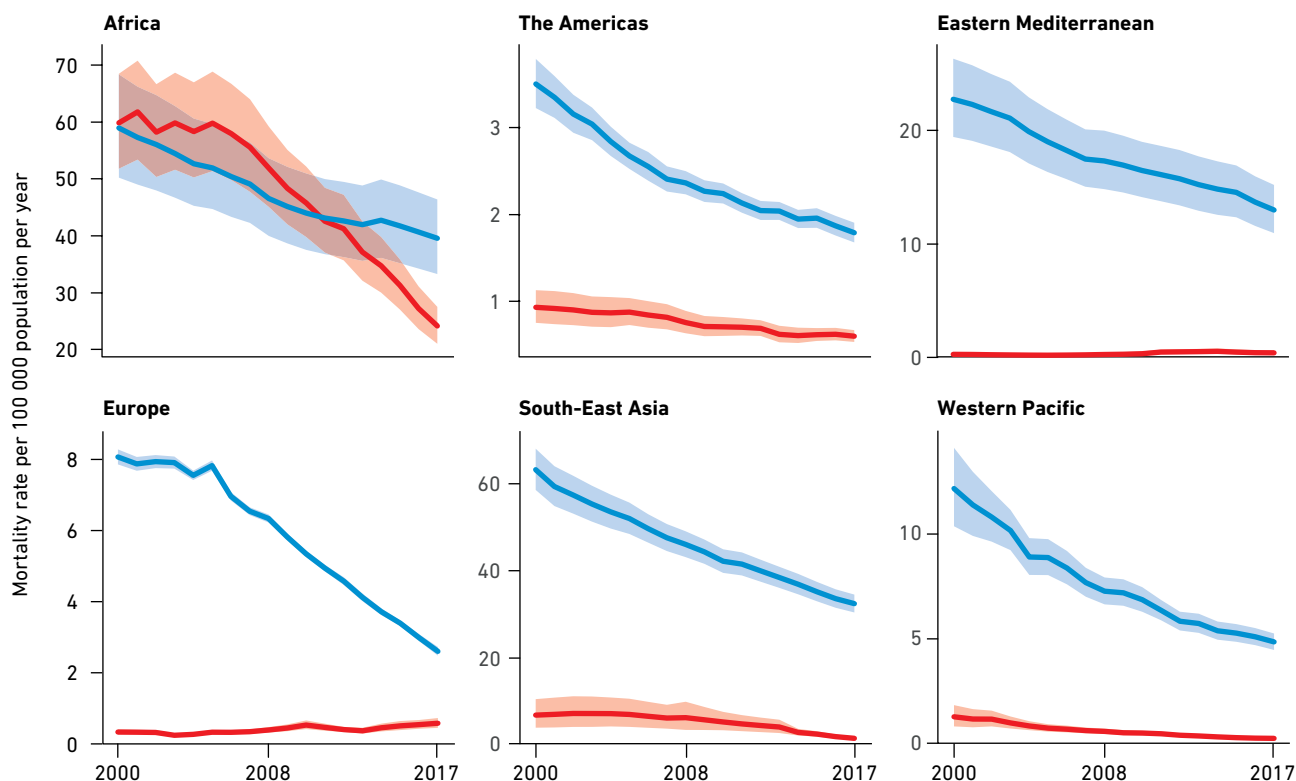 Mortality rate per 100 000 population per year
Africa
70
60
50
40
30
20
The Americas
3
2
1
Eastern Mediterranean
20
10
0
Europe
8
6
4
2
0
2000 2008 2017
South-East Asia
60
40
20
0
2000 2008 2017
Western Pacific
10
5
0
2000 2008 2017